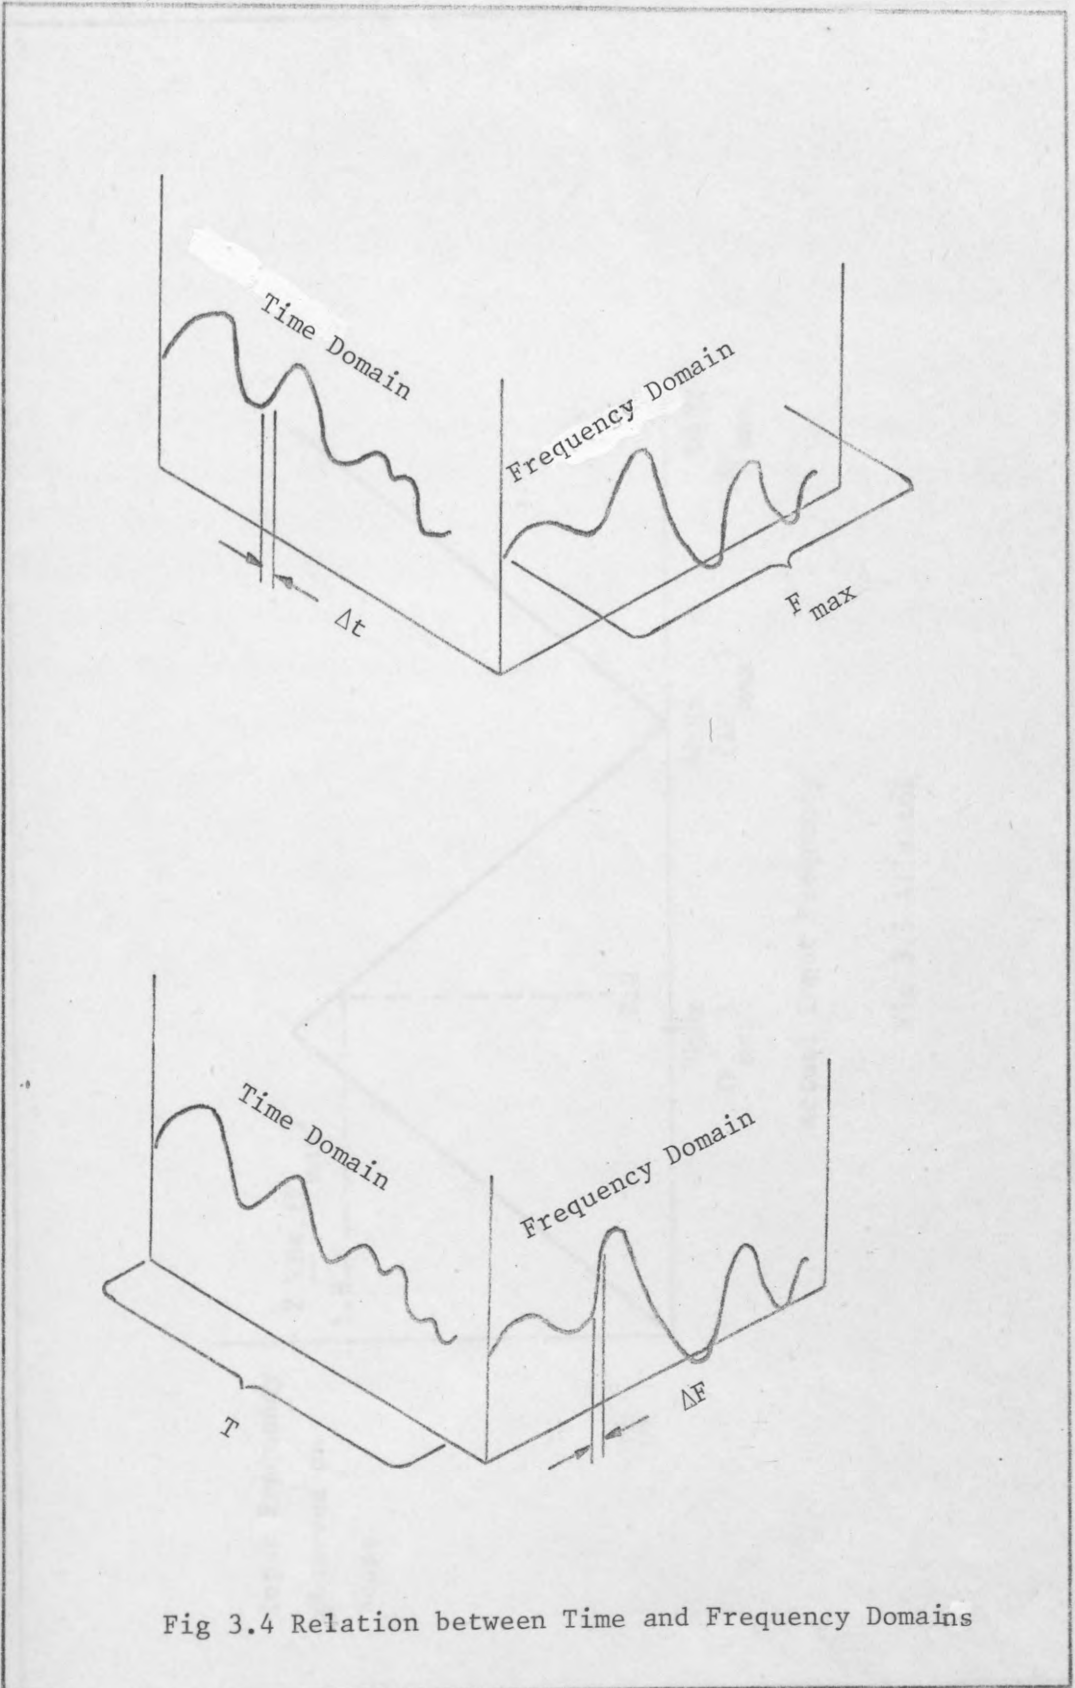 Time Domain
Frequency Domain
Δt
F max
Time Domain
Frequency Domain
T
ΔF
Fig 3.4 Relation between Time and Frequency Domains